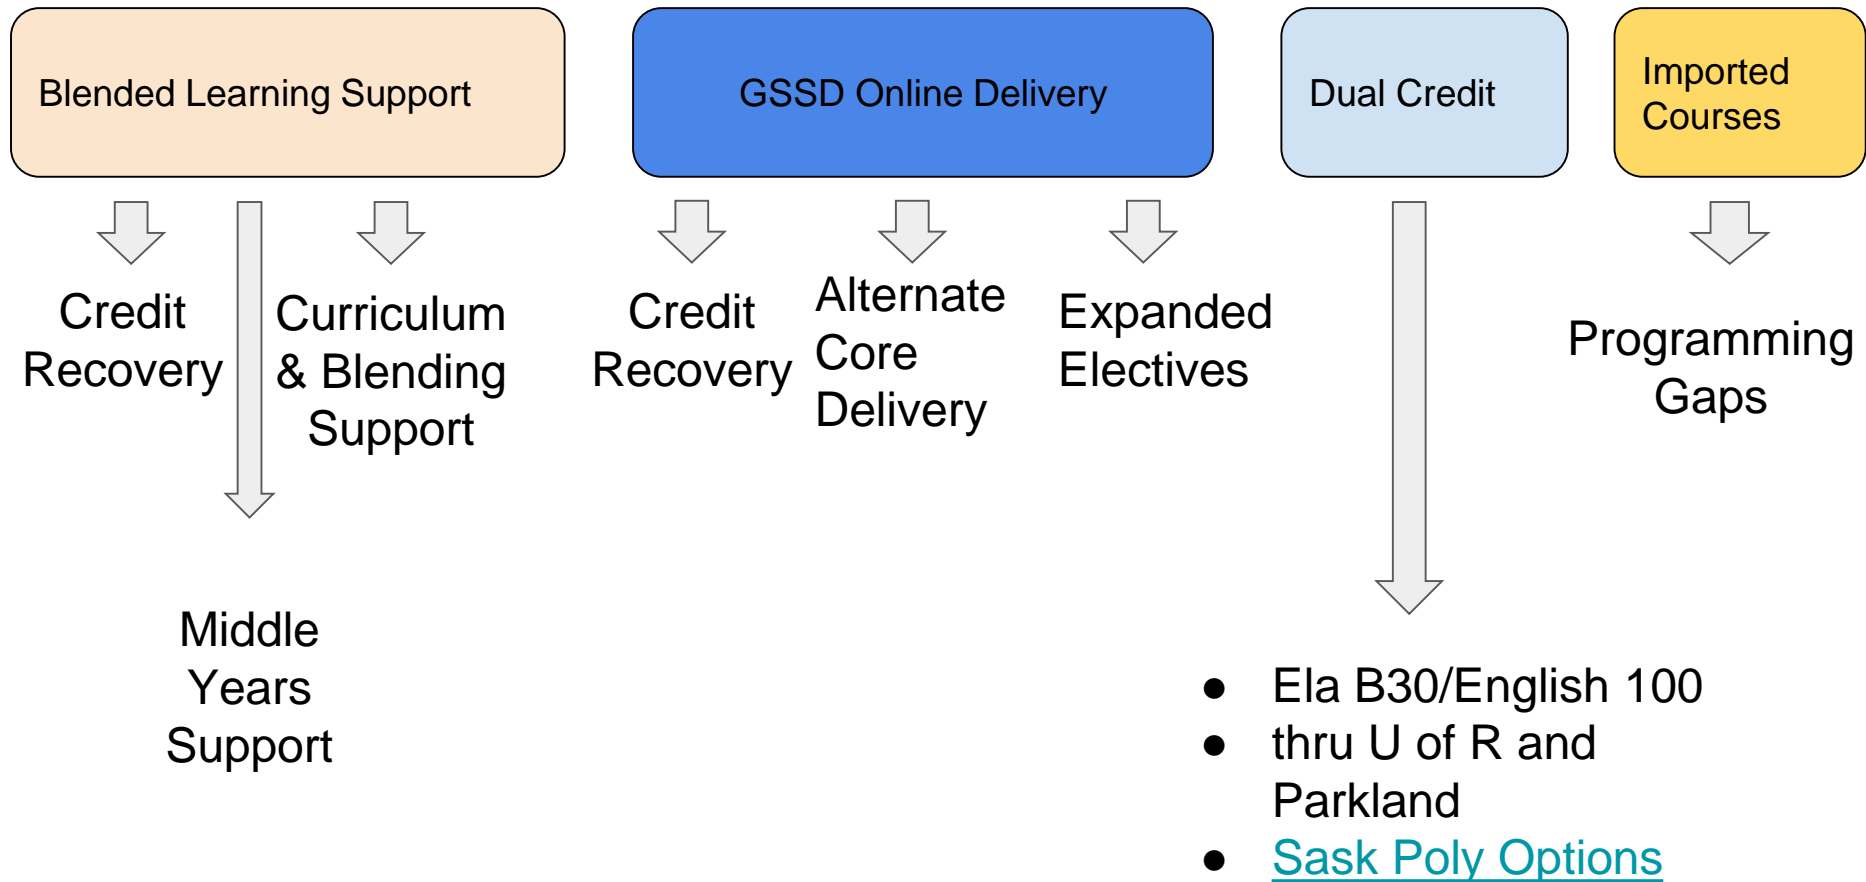 Blended Learning Support
GSSD Online Delivery
Dual Credit
Imported
Courses
Credit
Recovery
Curriculum
& Blending
Support
Credit
Recovery
Alternate
Core
Delivery
Expanded
Electives
Programming
Gaps
Middle
Years
Support
● Ela B30/English 100
● thru U of R and
Parkland
● Sask Poly Options